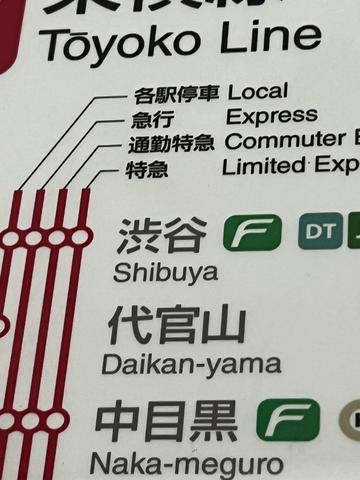 Tōyoko Line
各駅停車 Local
急行 Express
通勤特急 Commuter
特急 Limited
渋谷 F DT
Shibuya
代官山
Daikan-yama
中目黒 F
Naka-meguro